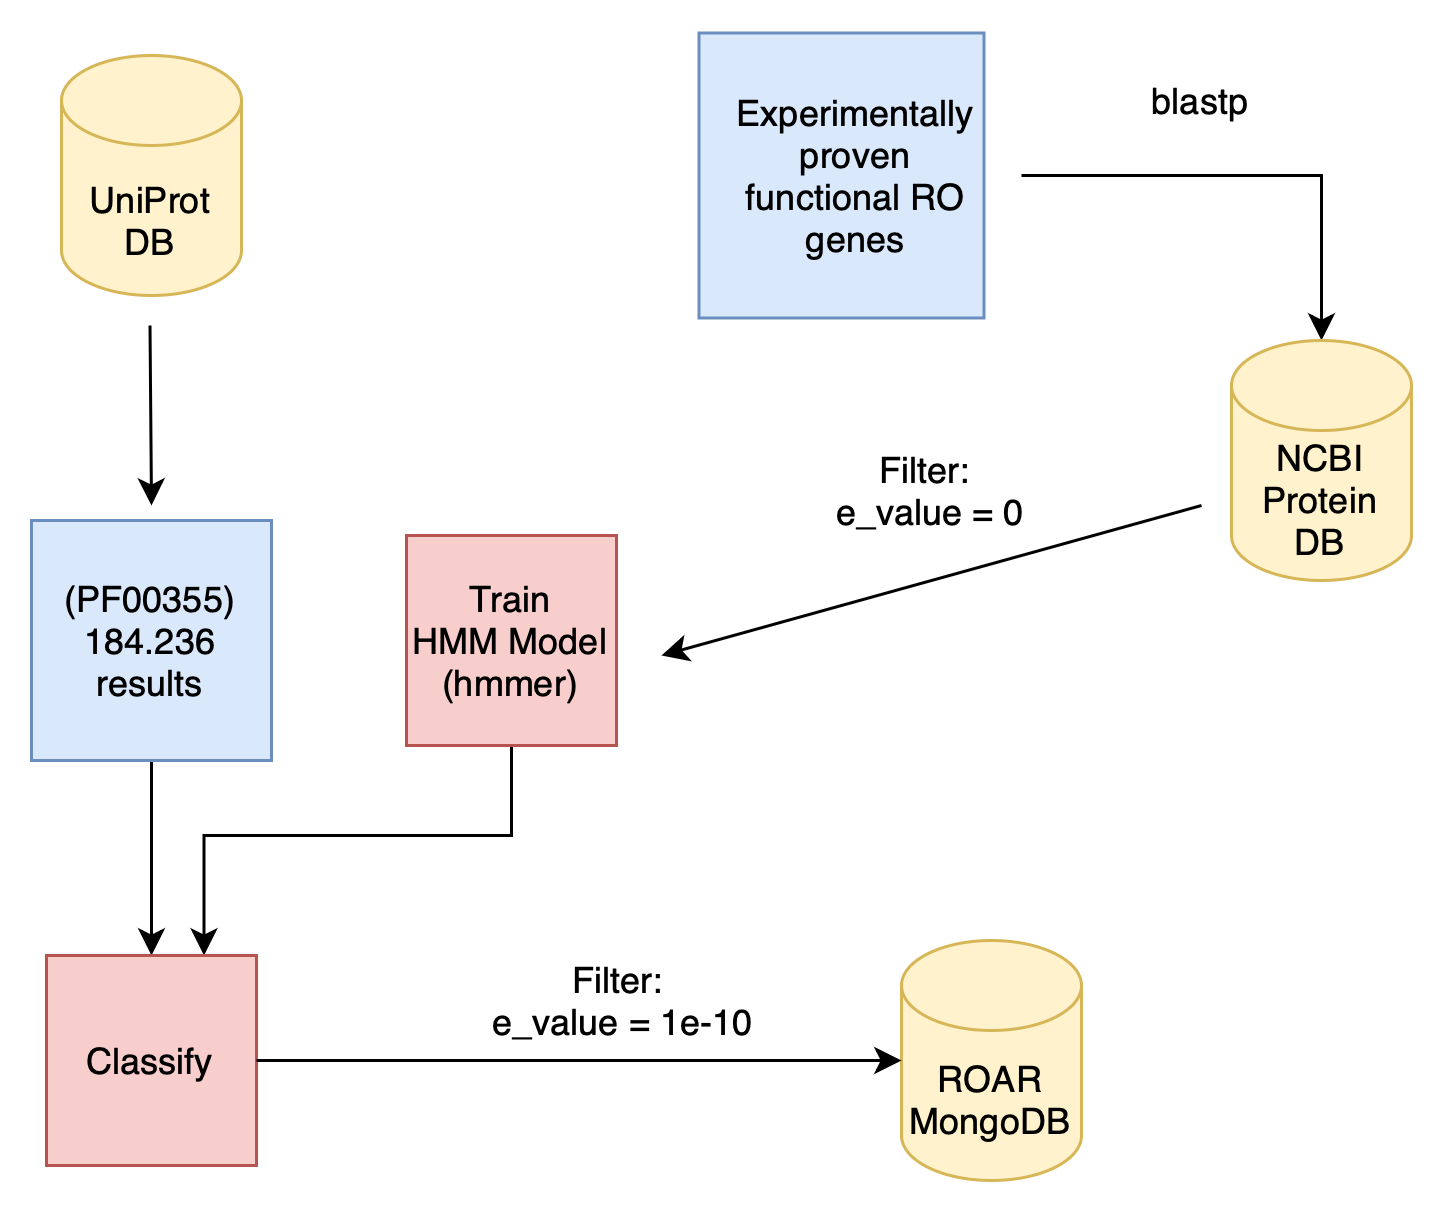 UniProt
DB
Experimentally
proven
functional RO
genes
blastp
NCBI
Protein
DB
Filter:
e_value = 0
(PF00355)
184.236
results
Train
HMM Model
(hmmer)
Classify
Filter:
e_value = 1e-10
ROAR
MongoDB